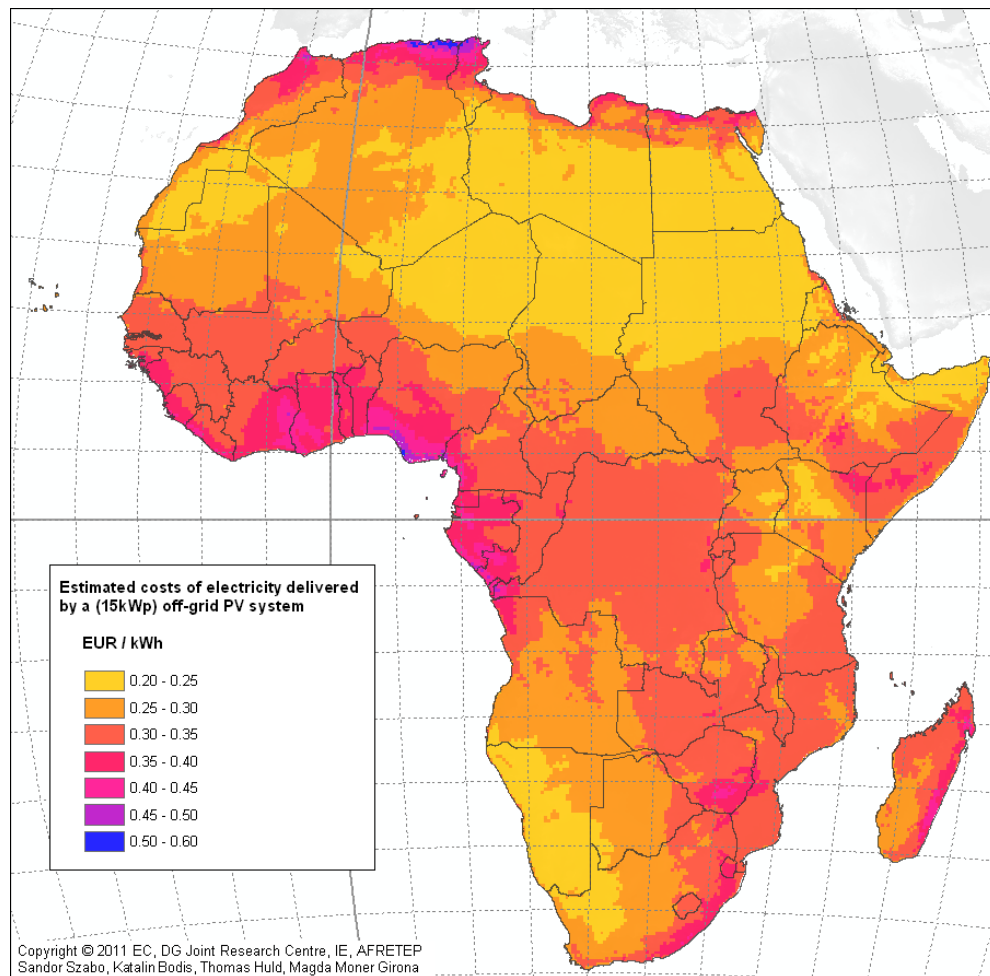 Estimated costs of electricity delivered
by a (15kWp) off-grid PV system
EUR / kWh
0.20 - 0.25
0.25 - 0.30
0.30 - 0.35
0.35 - 0.40
0.40 - 0.45
0.45 - 0.50
0.50 - 0.60
Copyright © 2011 EC, DG Joint Research Centre, IE, AFRETEP
Sandor Szabo, Katalin Bodis, Thomas Huld, Magda Moner Girona